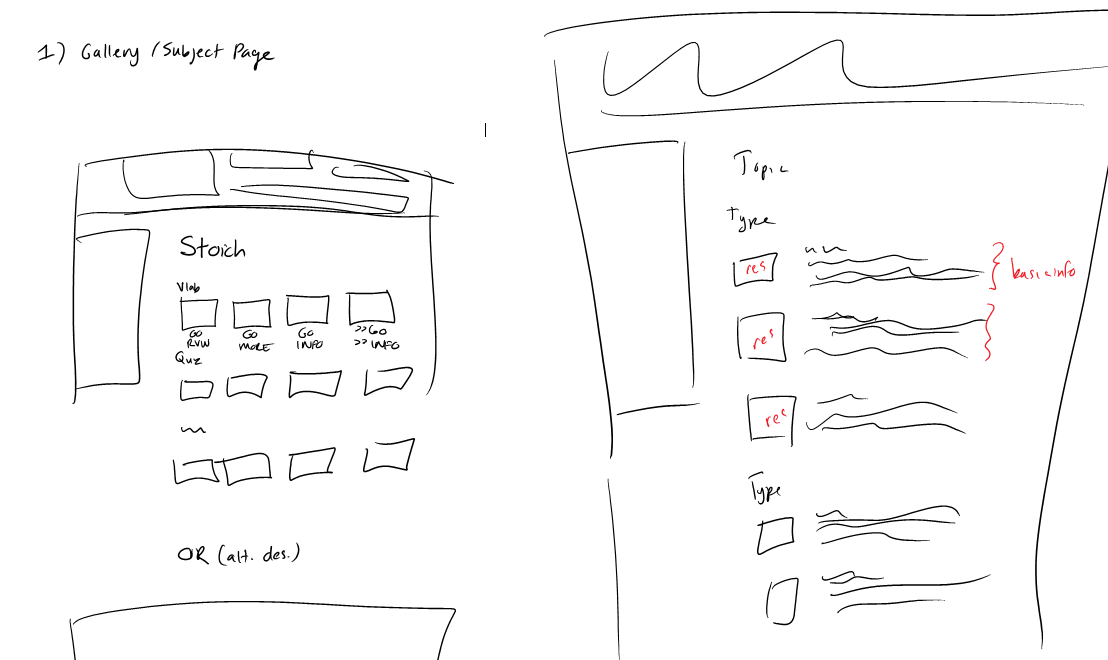 1) Gallery / Subject Page
Stoich
Vlab
GO
RVW
GO
MORE
GO
INFO
>>GO
>>INFO
Quiz
OR (alt. des.)
Topic
Type
res
basic info
res
res
Type